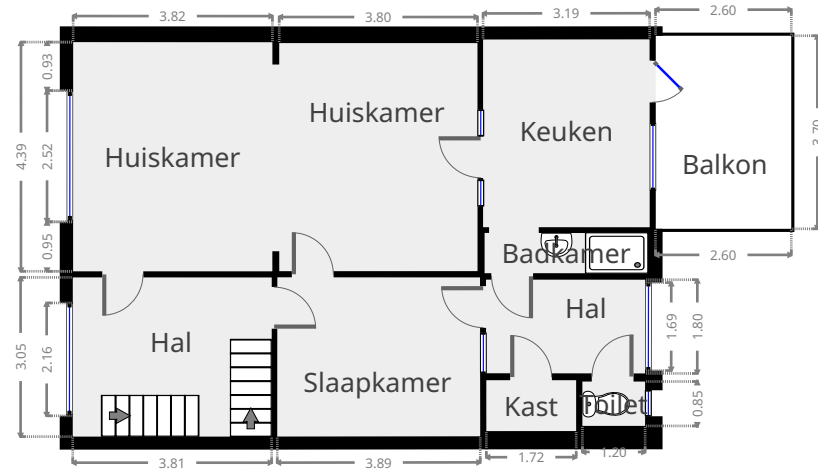 3.82
3.80
3.19
2.60
0.93
4.39
2.52
0.95
Huiskamer
Huiskamer
Keuken
Balkon
Badkamer
2.60
Hal
Hal
1.69
1.80
3.05
2.16
Slaapkamer
Kast
Toilet
0.85
3.81
3.89
1.72
1.20